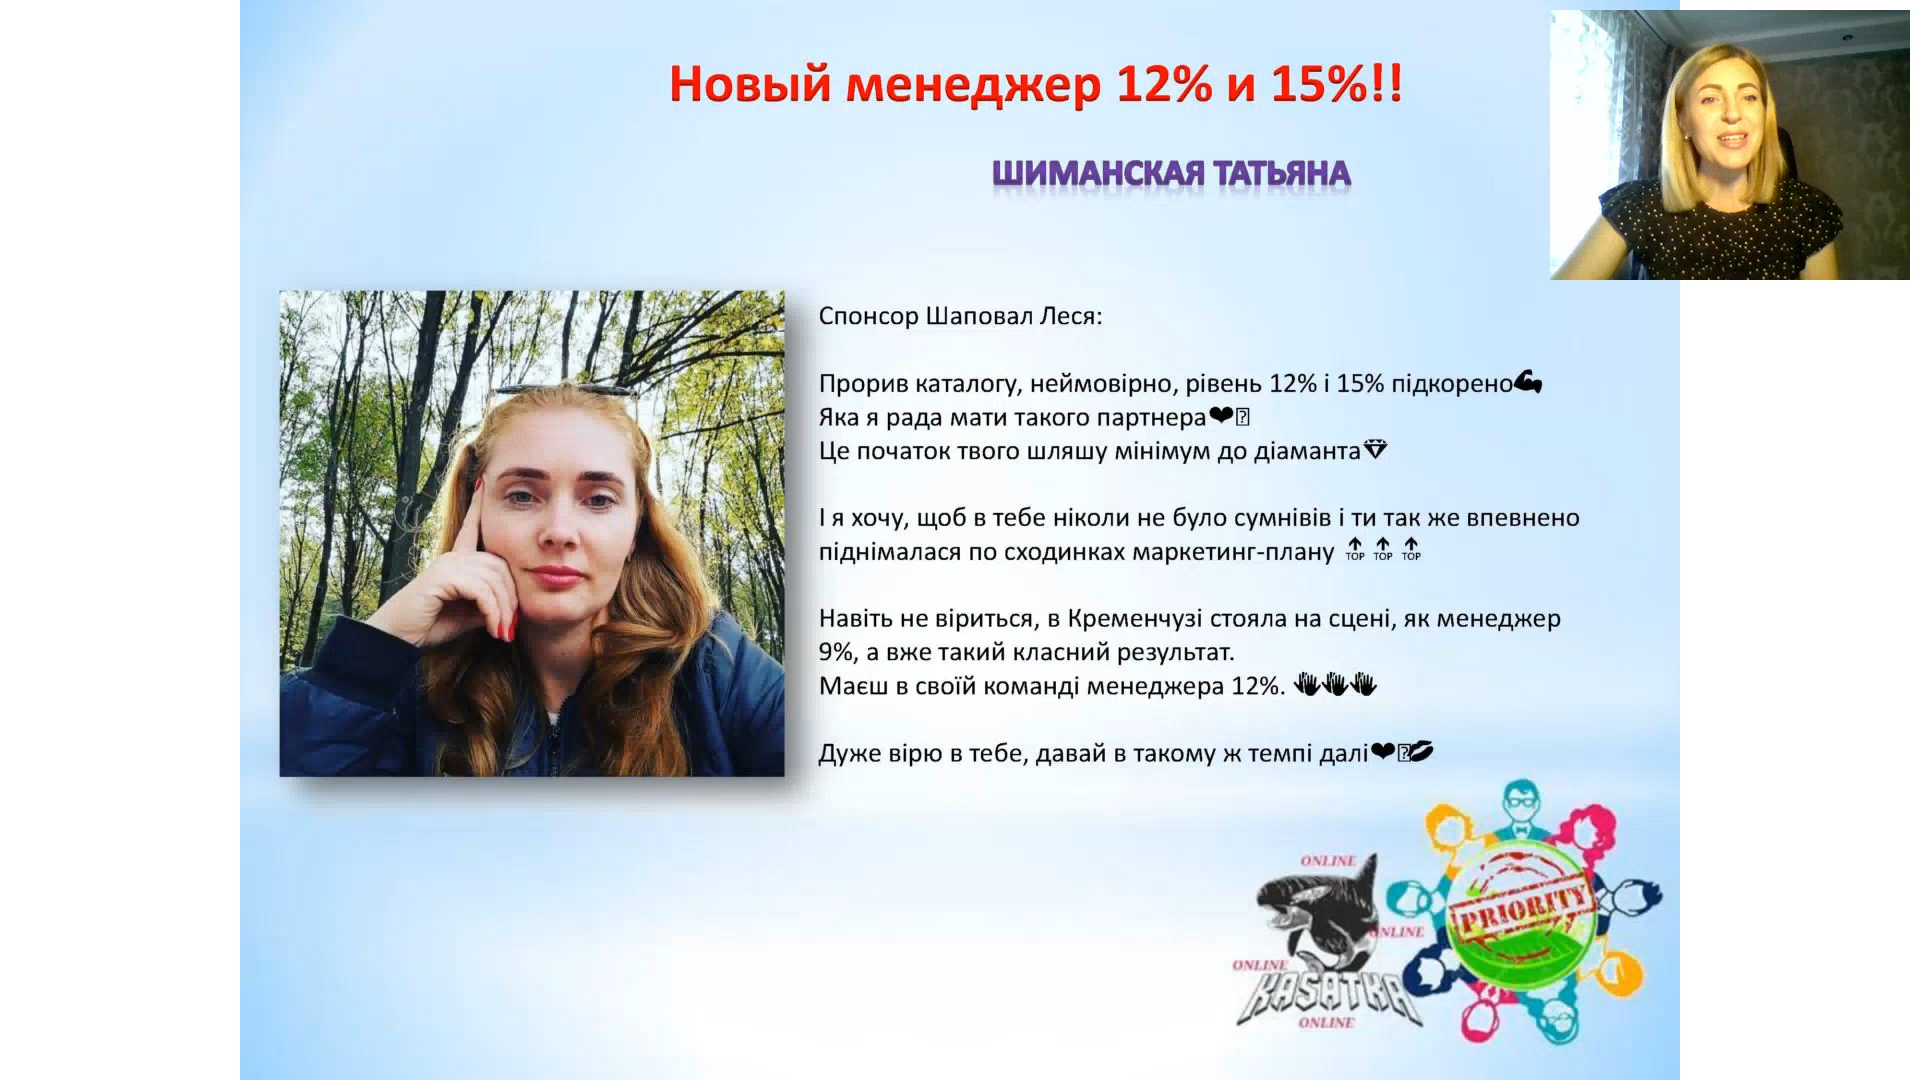 Новый менеджер 12% и 15%!!
ШИМАНСКАЯ ТАТЬЯНА
Спонсор Шаповал Леся:
Прорив каталогу, неймовірно, рівень 12% і 15% підкорено💪
Яка я рада мати такого партнера❤
Це початок твого шляшу мінімум до діаманта💎
І я хочу, щоб в тебе ніколи не було сумнівів і ти так же впевнено
піднімалася по сходинках маркетинг-плану 🔝 🔝 🔝
Навіть не віриться, в Кременчузі стояла на сцені, як менеджер
9%, а вже такий класний результат.
Маєш в своїй команді менеджера 12%. 👋👋👋
Дуже вірю в тебе, давай в такому ж темпі далі❤💋
ONLINE
ONLINE
ONLINE
KASATKA
ONLINE
PRIORITY